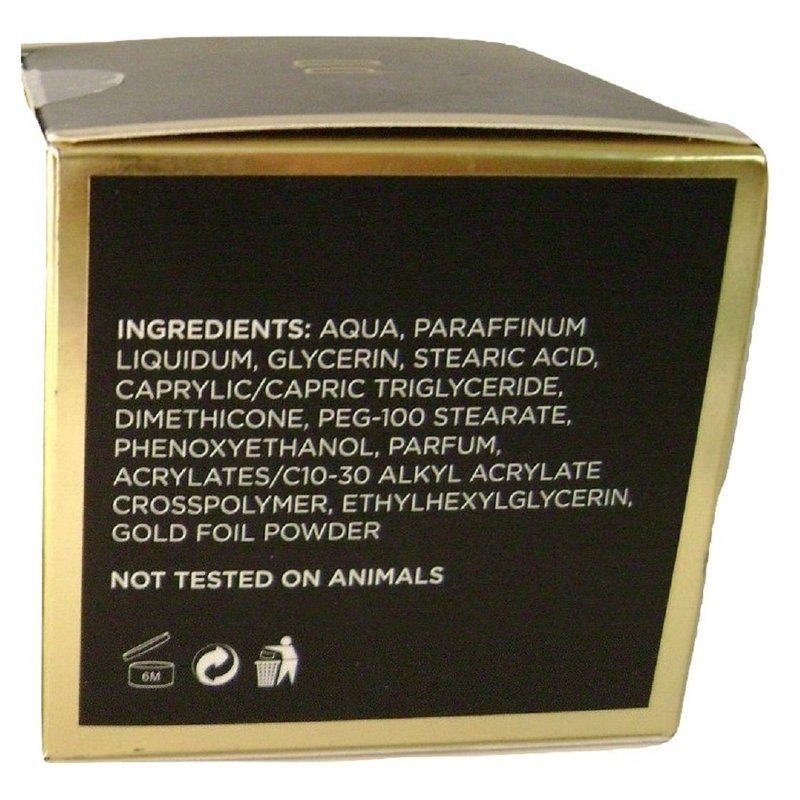 INGREDIENTS: AQUA, PARAFFINUM
LIQUIDUM, GLYCERIN, STEARIC ACID,
CAPRYLIC/CAPRIC TRIGLYCERIDE,
DIMETHICONE, PEG-100 STEARATE,
PHENOXYETHANOL, PARFUM,
ACRYLATES/C10-30 ALKYL ACRYLATE
CROSSPOLYMER, ETHYLHEXYLGLYCERIN,
GOLD FOIL POWDER
NOT TESTED ON ANIMALS
6M